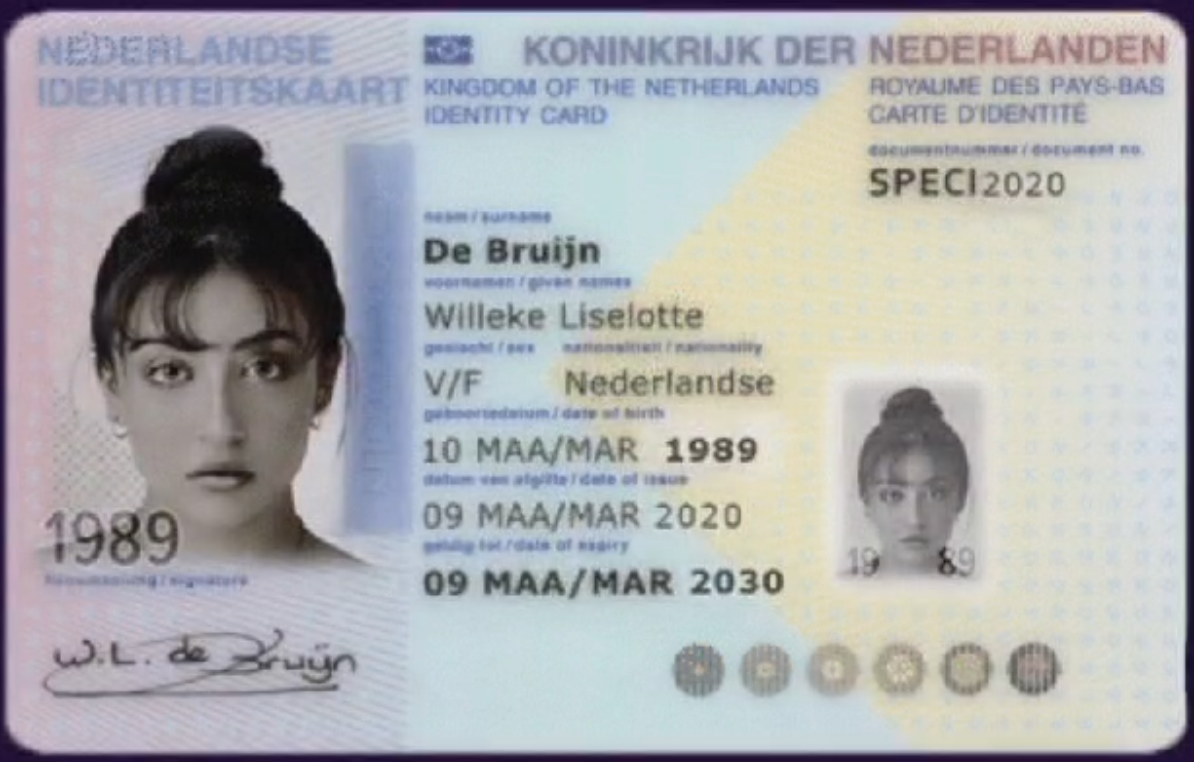 NEDERLANDSE
IDENTITEITSKAART
KONINKRIJK DER NEDERLANDEN
KINGDOM OF THE NETHERLANDS
IDENTITY CARD
ROYAUME DES PAYS-BAS
CARTE D'IDENTITÉ
documentnummer / document no.
SPECI2020
naam / surname
De Bruijn
voornamen / given names
Willeke Liselotte
geslacht / sex nationaliteit / nationality
V/F Nederlandse
geboortedatum / date of birth
10 MAA/MAR 1989
datum van afgifte / date of issue
09 MAA/MAR 2020
geldig tot / date of expiry
09 MAA/MAR 2030
1989
handtekening / signature
W.L. de Bruijn
19 89